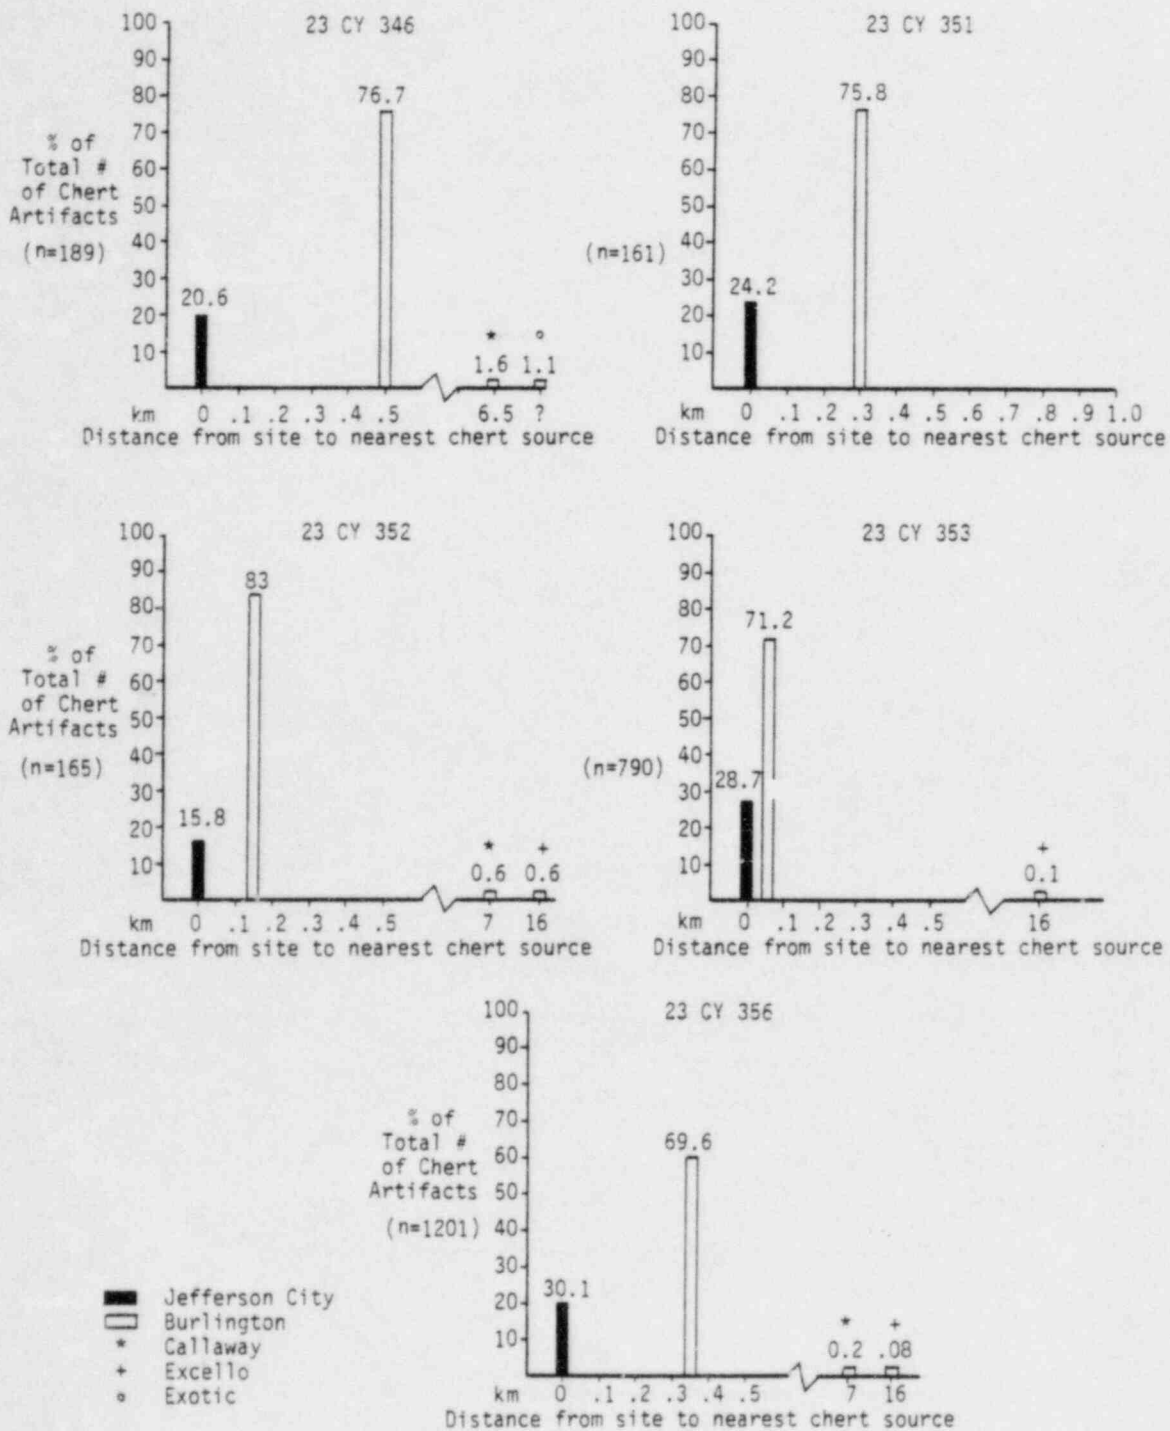 23 CY 346
100
90
80
70
60
50
40
30
20
10
% of
Total #
of Chert
Artifacts
(n=189)
20.6
76.7
* °
1.6 1.1
km 0 .1 .2 .3 .4 .5 6.5 ?
Distance from site to nearest chert source
23 CY 351
100
90
80
70
60
50
40
30
20
10
(n=161)
24.2
75.8
km 0 .1 .2 .3 .4 .5 .6 .7 .8 .9 1.0
Distance from site to nearest chert source
23 CY 352
100
90
80
70
60
50
40
30
20
10
% of
Total #
of Chert
Artifacts
(n=165)
15.8
83
* +
0.6 0.6
km 0 .1 .2 .3 .4 .5 7 16
Distance from site to nearest chert source
23 CY 353
100
90
80
70
60
50
40
30
20
10
(n=790)
28.7
71.2
+
0.1
km 0 .1 .2 .3 .4 .5 16
Distance from site to nearest chert source
23 CY 356
100
90
80
70
60
50
40
30
20
10
% of
Total #
of Chert
Artifacts
(n=1201)
30.1
69.6
* +
0.2 .08
km 0 .1 .2 .3 .4 .5 7 16
Distance from site to nearest chert source
Jefferson City
Burlington
* Callaway
+ Excello
° Exotic